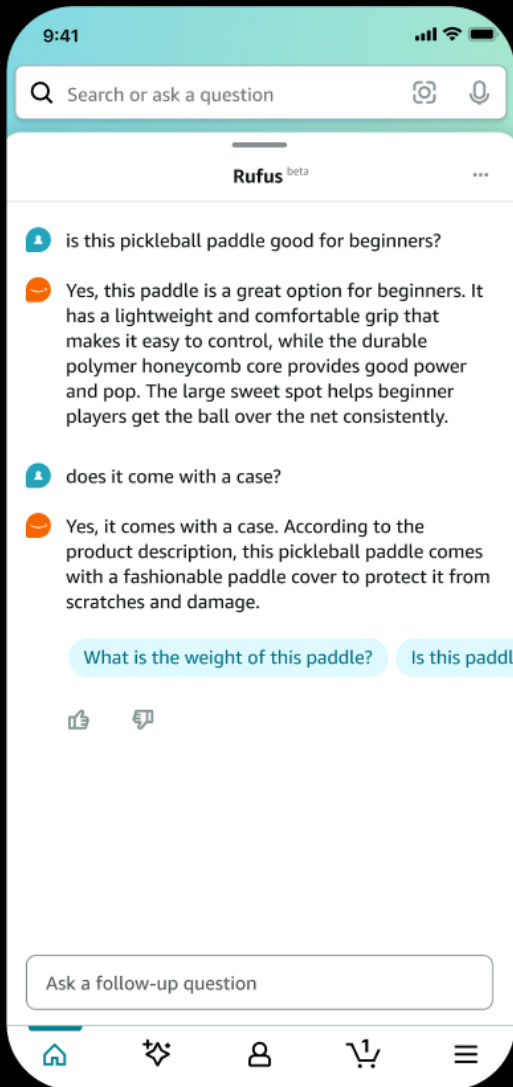 9:41
Search or ask a question
Rufus beta
is this pickleball paddle good for beginners?
Yes, this paddle is a great option for beginners. It
has a lightweight and comfortable grip that
makes it easy to control, while the durable
polymer honeycomb core provides good power
and pop. The large sweet spot helps beginner
players get the ball over the net consistently.
does it come with a case?
Yes, it comes with a case. According to the
product description, this pickleball paddle comes
with a fashionable paddle cover to protect it from
scratches and damage.
What is the weight of this paddle? Is this paddl
Ask a follow-up question
1